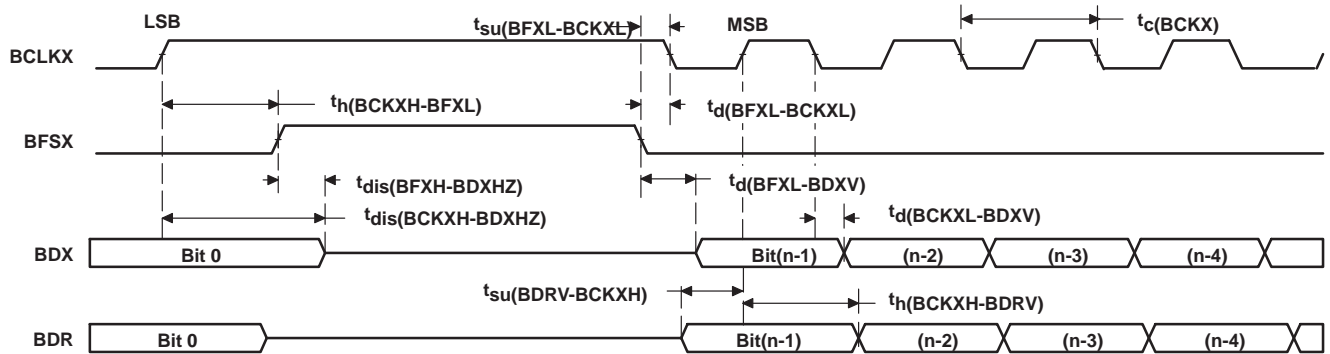 LSB
tsu(BFXL-BCKXL)
MSB
tc(BCKX)
BCLKX
th(BCKXH-BFXL)
td(BFXL-BCKXL)
BFSX
tdis(BFXH-BDXHZ)
td(BFXL-BDXV)
tdis(BCKXH-BDXHZ)
td(BCKXL-BDXV)
BDX
Bit 0
Bit(n-1)
(n-2)
(n-3)
(n-4)
tsu(BDRV-BCKXH)
th(BCKXH-BDRV)
BDR
Bit 0
Bit(n-1)
(n-2)
(n-3)
(n-4)